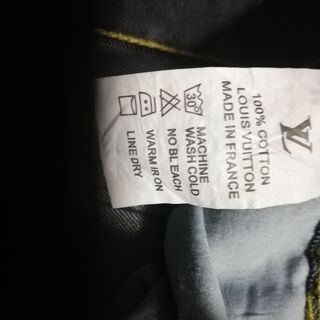 LV
100% COTTON
LOUIS VUITTON
MADE IN FRANCE
30°
MACHINE
WASH COLD
NO BLEACH
WARM IRON
LINE DRY